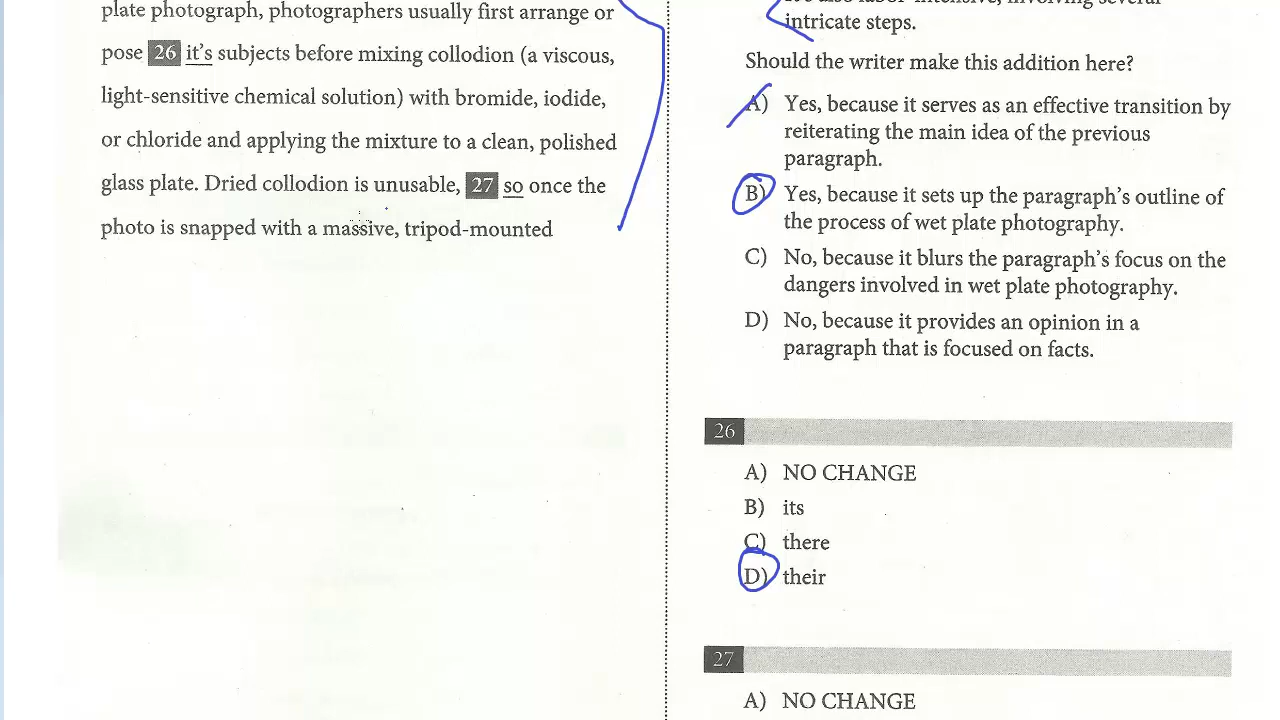 plate photograph, photographers usually first arrange or
pose 26 it's subjects before mixing collodion (a viscous,
light-sensitive chemical solution) with bromide, iodide,
or chloride and applying the mixture to a clean, polished
glass plate. Dried collodion is unusable, 27 so once the
photo is snapped with a massive, tripod-mounted
intricate steps.
Should the writer make this addition here?
A) Yes, because it serves as an effective transition by
reiterating the main idea of the previous
paragraph.
B) Yes, because it sets up the paragraph's outline of
the process of wet plate photography.
C) No, because it blurs the paragraph's focus on the
dangers involved in wet plate photography.
D) No, because it provides an opinion in a
paragraph that is focused on facts.
26
A) NO CHANGE
B) its
C) there
D) their
27
A) NO CHANGE